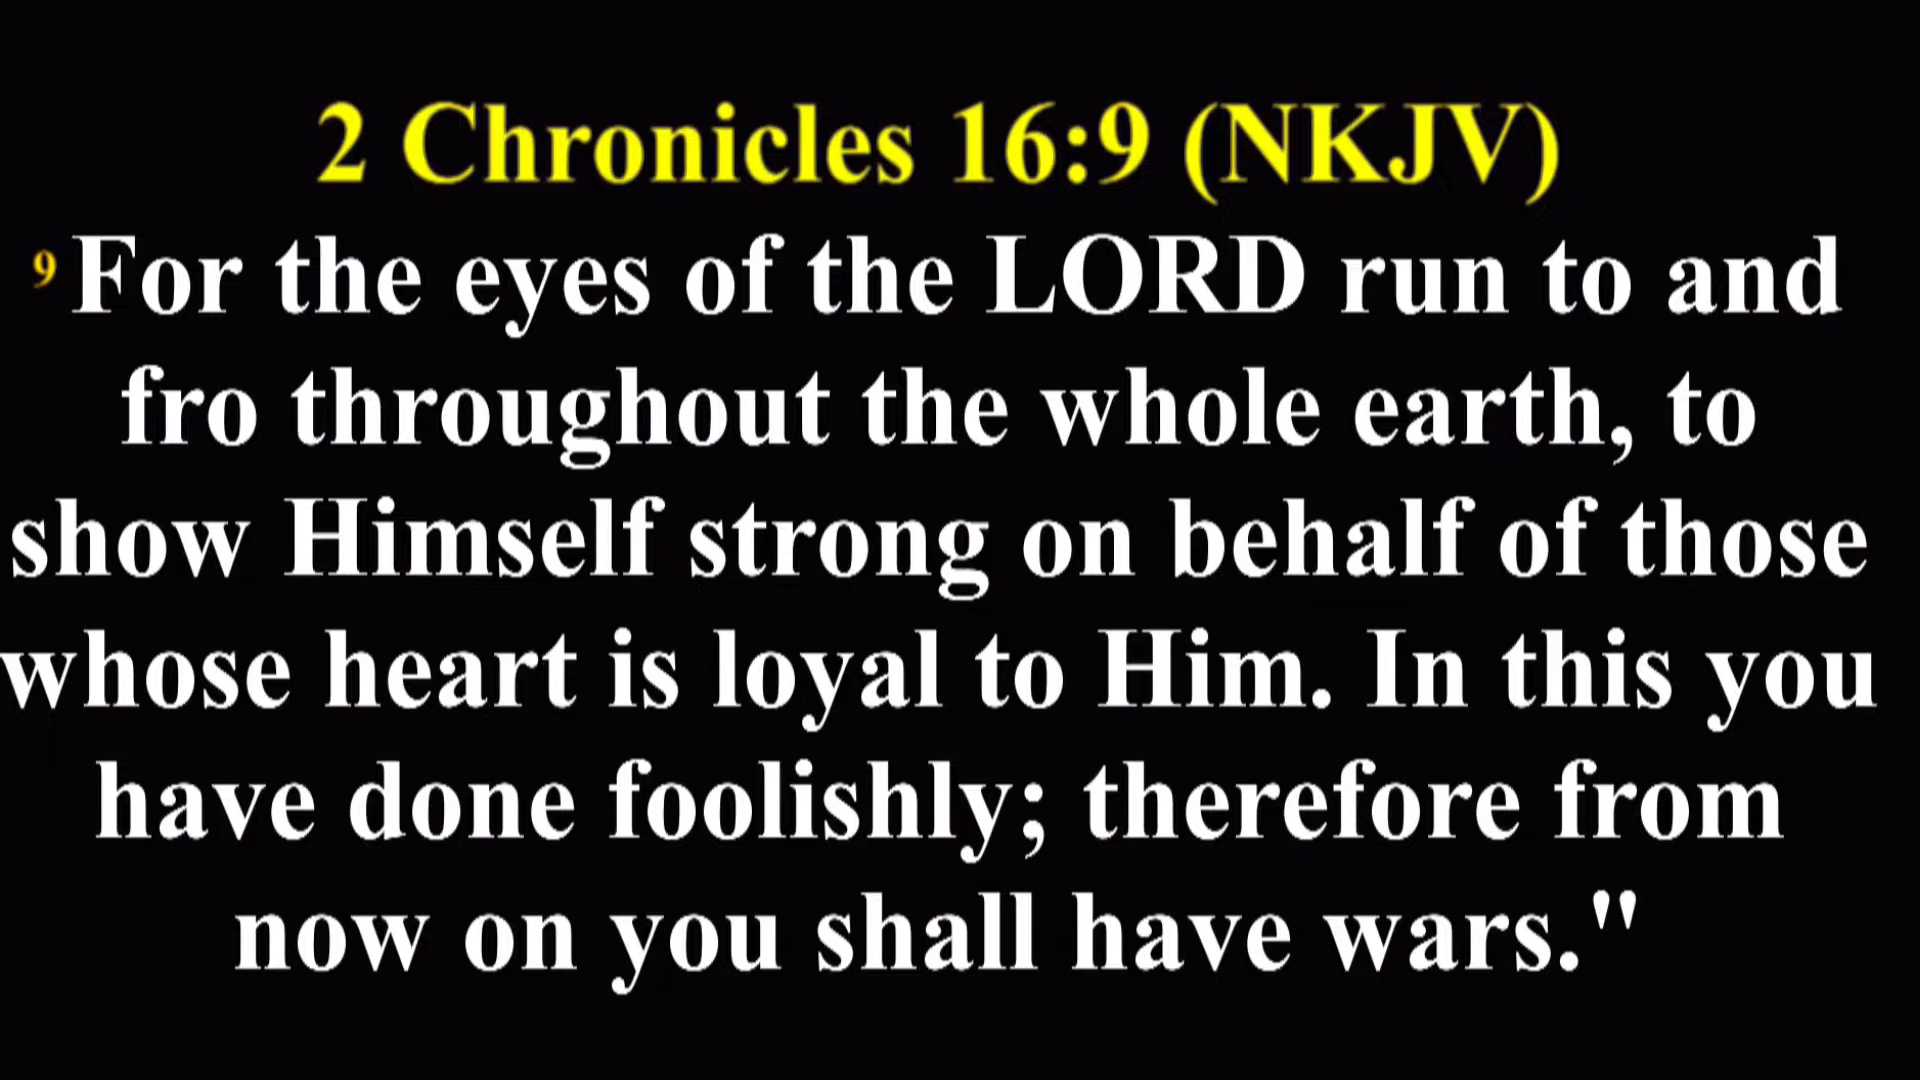 2 Chronicles 16:9 (NKJV)
9 For the eyes of the LORD run to and
fro throughout the whole earth, to
show Himself strong on behalf of those
whose heart is loyal to Him. In this you
have done foolishly; therefore from
now on you shall have wars."